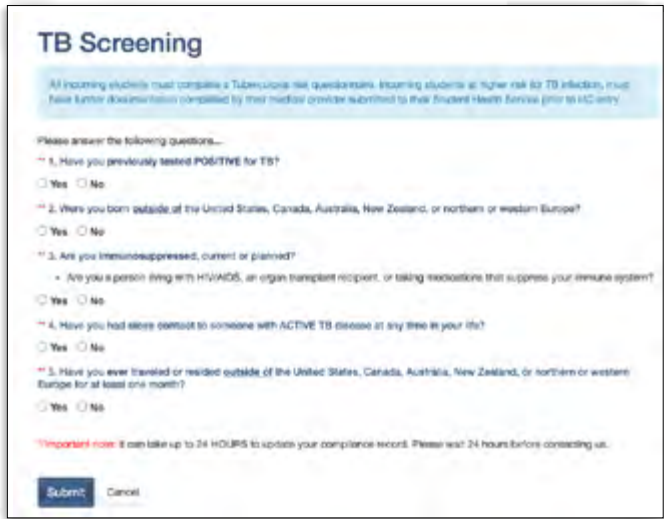 TB Screening
All incoming students must complete a Tuberculosis risk questionnaire. Incoming students at higher risk for TB infection, must
have further documentation completed by their medical provider submitted to their Student Health Service prior to UC entry.
Please answer the following questions...
** 1. Have you previously tested POSITIVE for TB?
Yes No
** 2. Were you born outside of the United States, Canada, Australia, New Zealand, or northern or western Europe?
Yes No
** 3. Are you immunosuppressed, current or planned?
• Are you a person living with HIV/AIDS, an organ transplant recipient, or taking medications that suppress your immune system?
Yes No
** 4. Have you had close contact to someone with ACTIVE TB disease at any time in your life?
Yes No
** 5. Have you ever traveled or resided outside of the United States, Canada, Australia, New Zealand, or northern or western
Europe for at least one month?
Yes No
**Important note: it can take up to 24 HOURS to update your compliance record. Please wait 24 hours before contacting us.
Submit Cancel